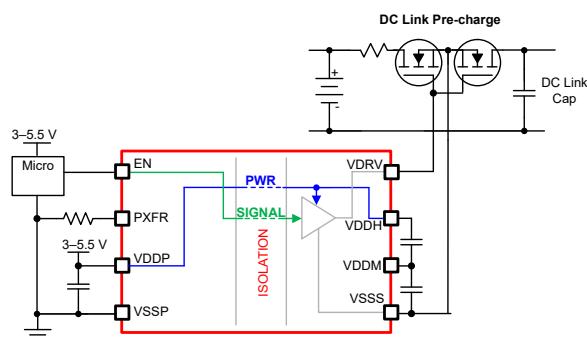 DC Link Pre-charge
+
-
DC Link
Cap
3–5.5 V
Micro
EN
PWR
VDRV
SIGNAL
PXFR
VDDH
3–5.5 V
VDDP
ISOLATION
VDDM
VSSP
VSSS